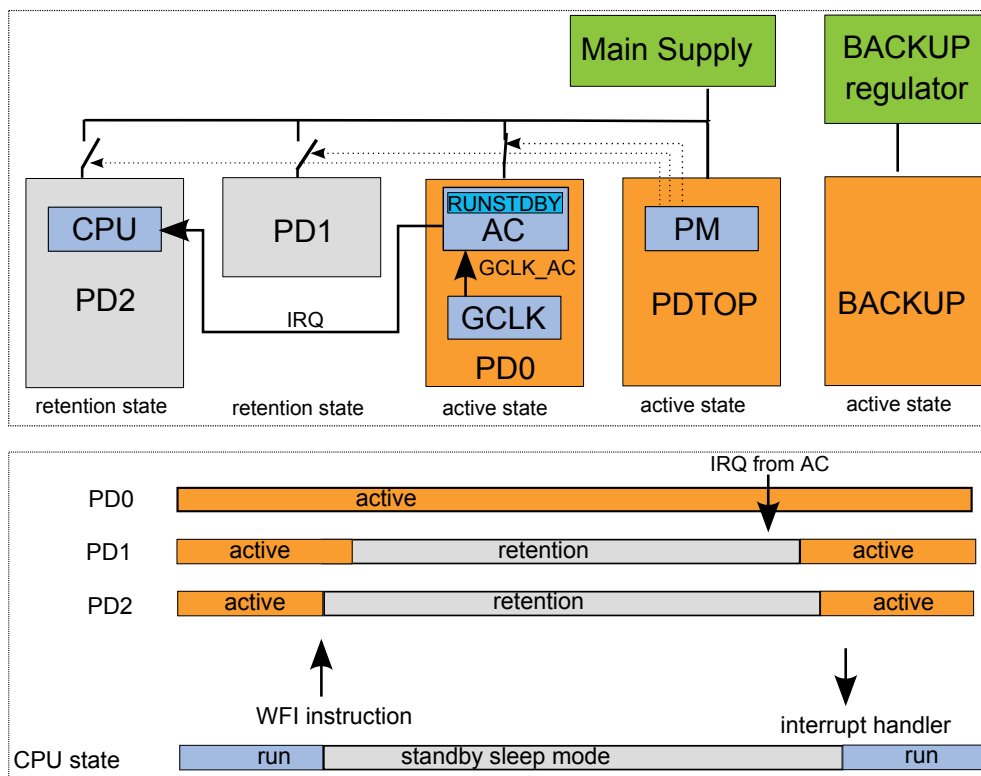 Main Supply
BACKUP
regulator
CPU
PD2
PD1
RUNSTDBY
AC
GCLK_AC
GCLK
PD0
IRQ
PM
PDTOP
BACKUP
retention state
retention state
active state
active state
active state
IRQ from AC
PD0
active
PD1
active
retention
active
PD2
active
retention
active
WFI instruction
interrupt handler
CPU state
run
standby sleep mode
run